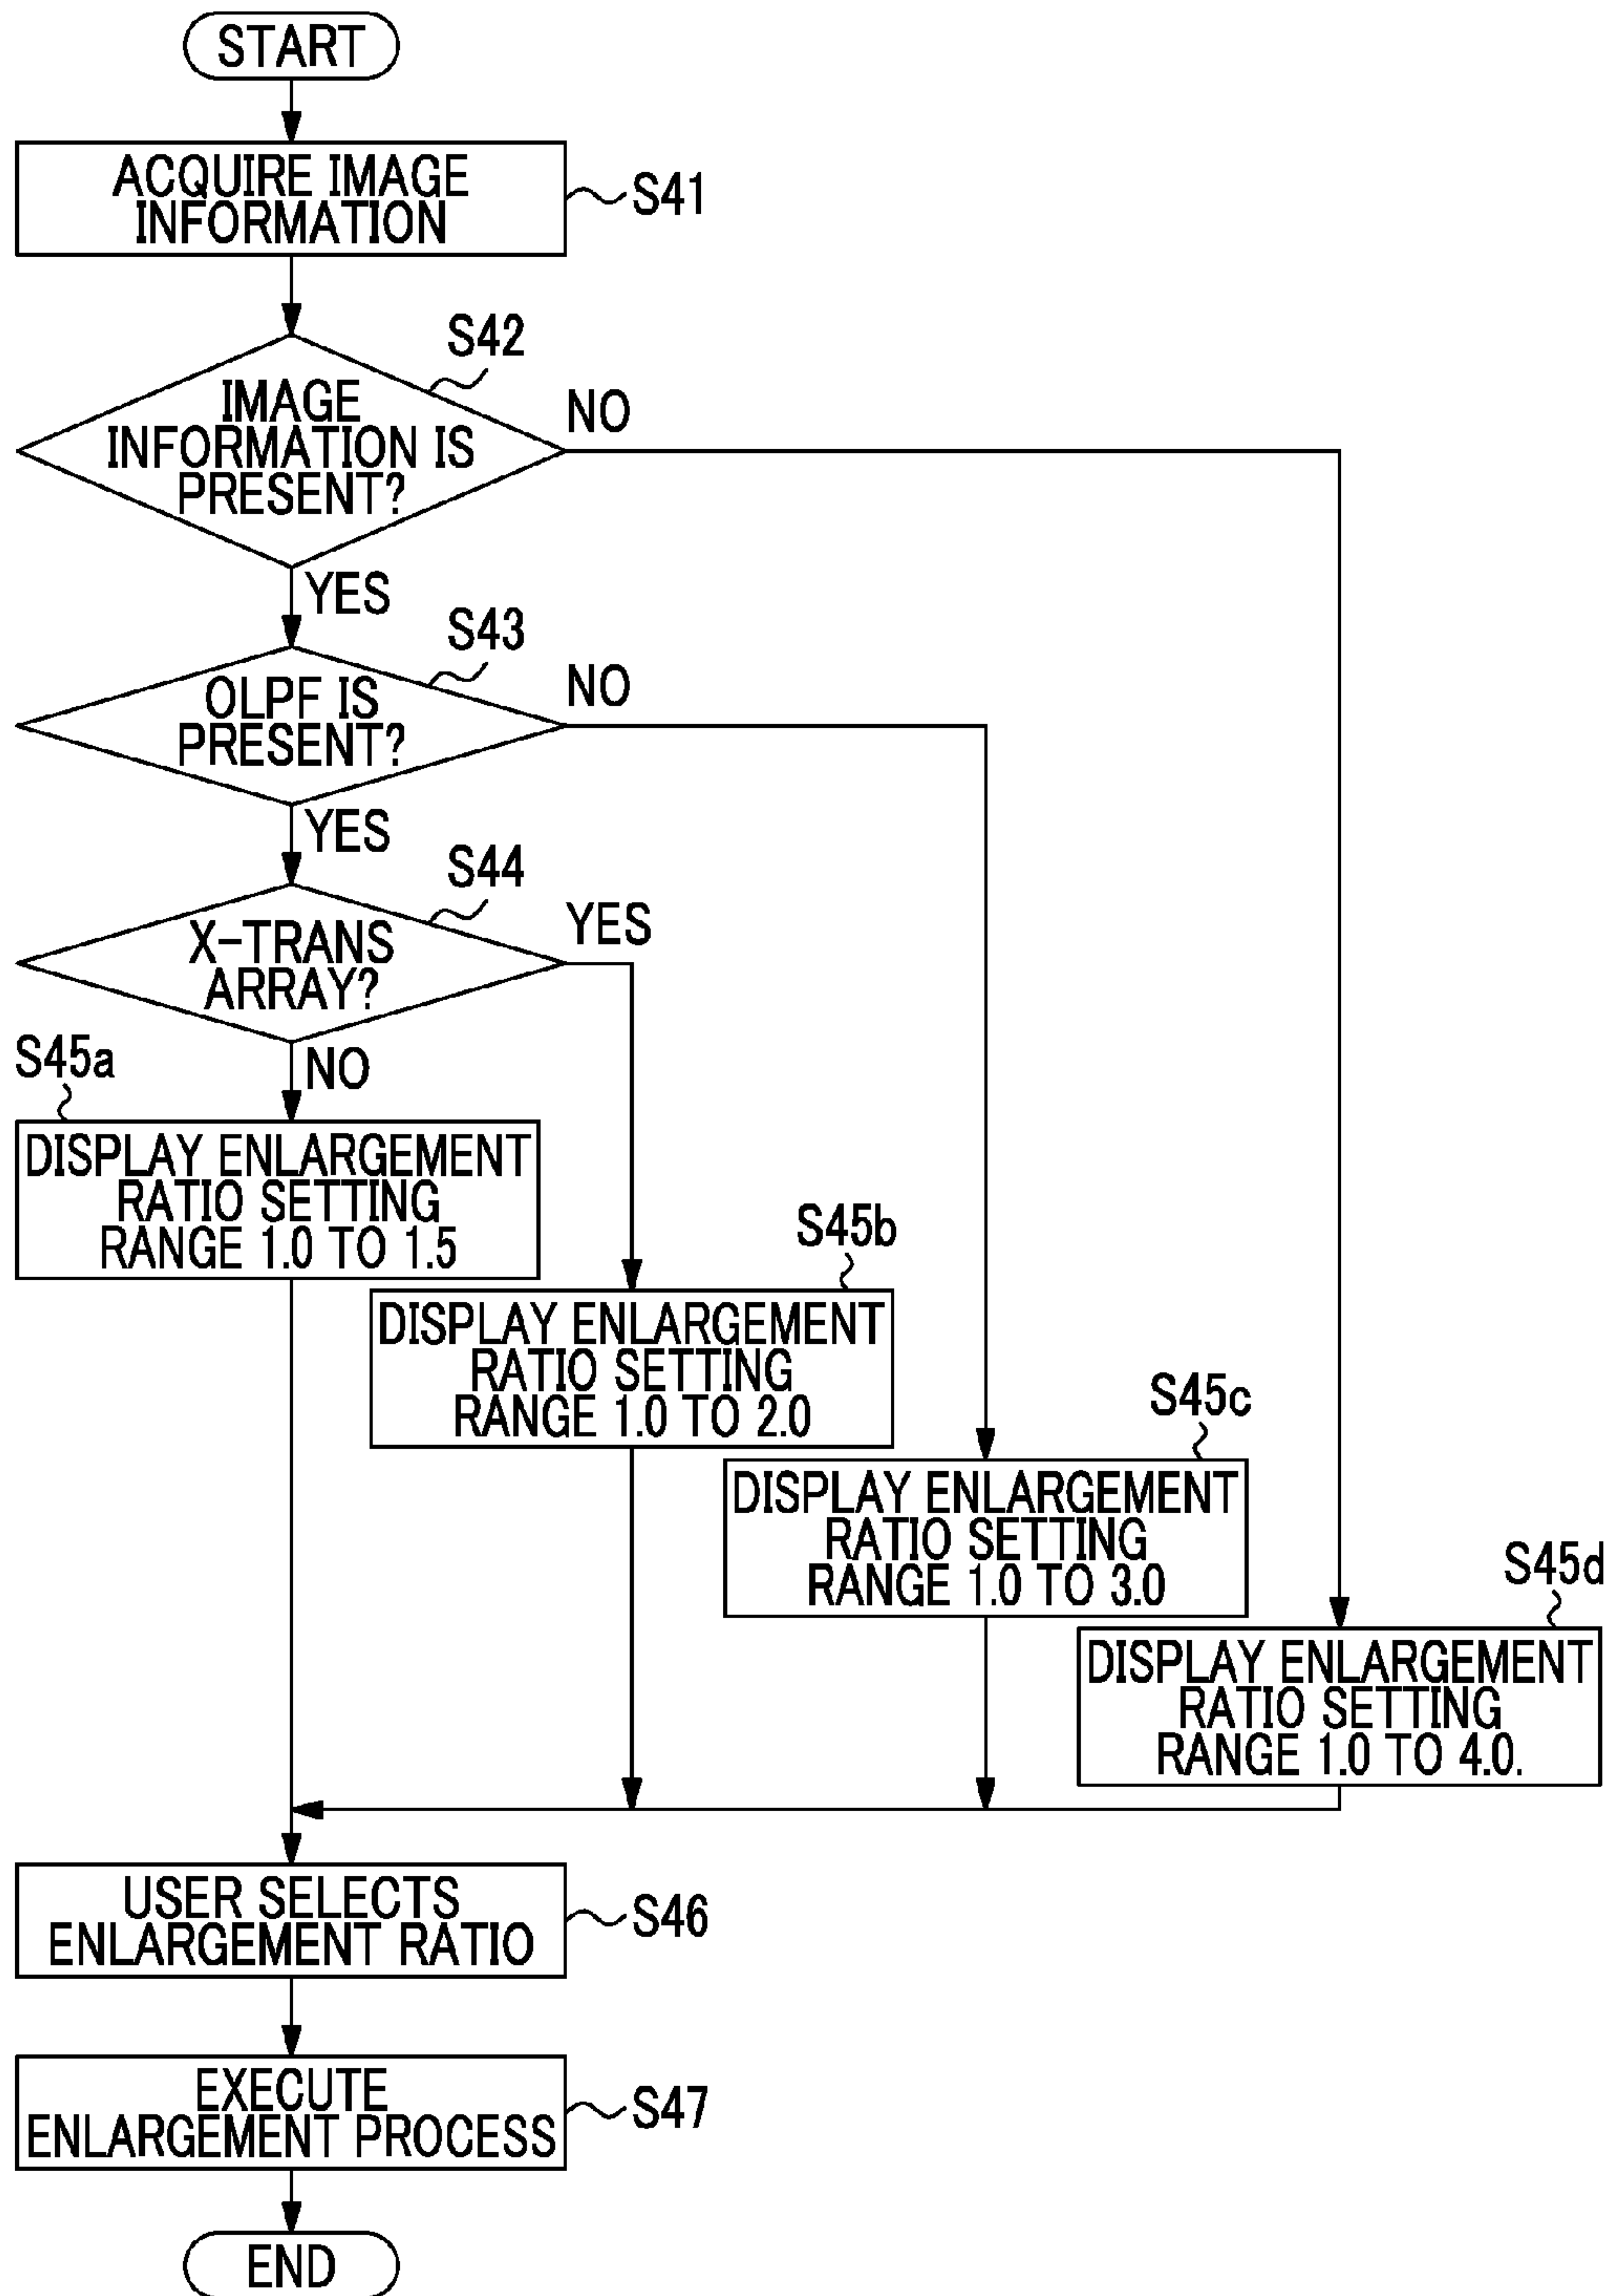 START
ACQUIRE IMAGE
INFORMATION
S41
S42
IMAGE
INFORMATION IS
PRESENT?
NO
YES
S43
OLPF IS
PRESENT?
NO
YES
S44
X-TRANS
ARRAY?
YES
NO
S45a
DISPLAY ENLARGEMENT
RATIO SETTING
RANGE 1.0 TO 1.5
S45b
DISPLAY ENLARGEMENT
RATIO SETTING
RANGE 1.0 TO 2.0
S45c
DISPLAY ENLARGEMENT
RATIO SETTING
RANGE 1.0 TO 3.0
S45d
DISPLAY ENLARGEMENT
RATIO SETTING
RANGE 1.0 TO 4.0.
USER SELECTS
ENLARGEMENT RATIO
S46
EXECUTE
ENLARGEMENT PROCESS
S47
END